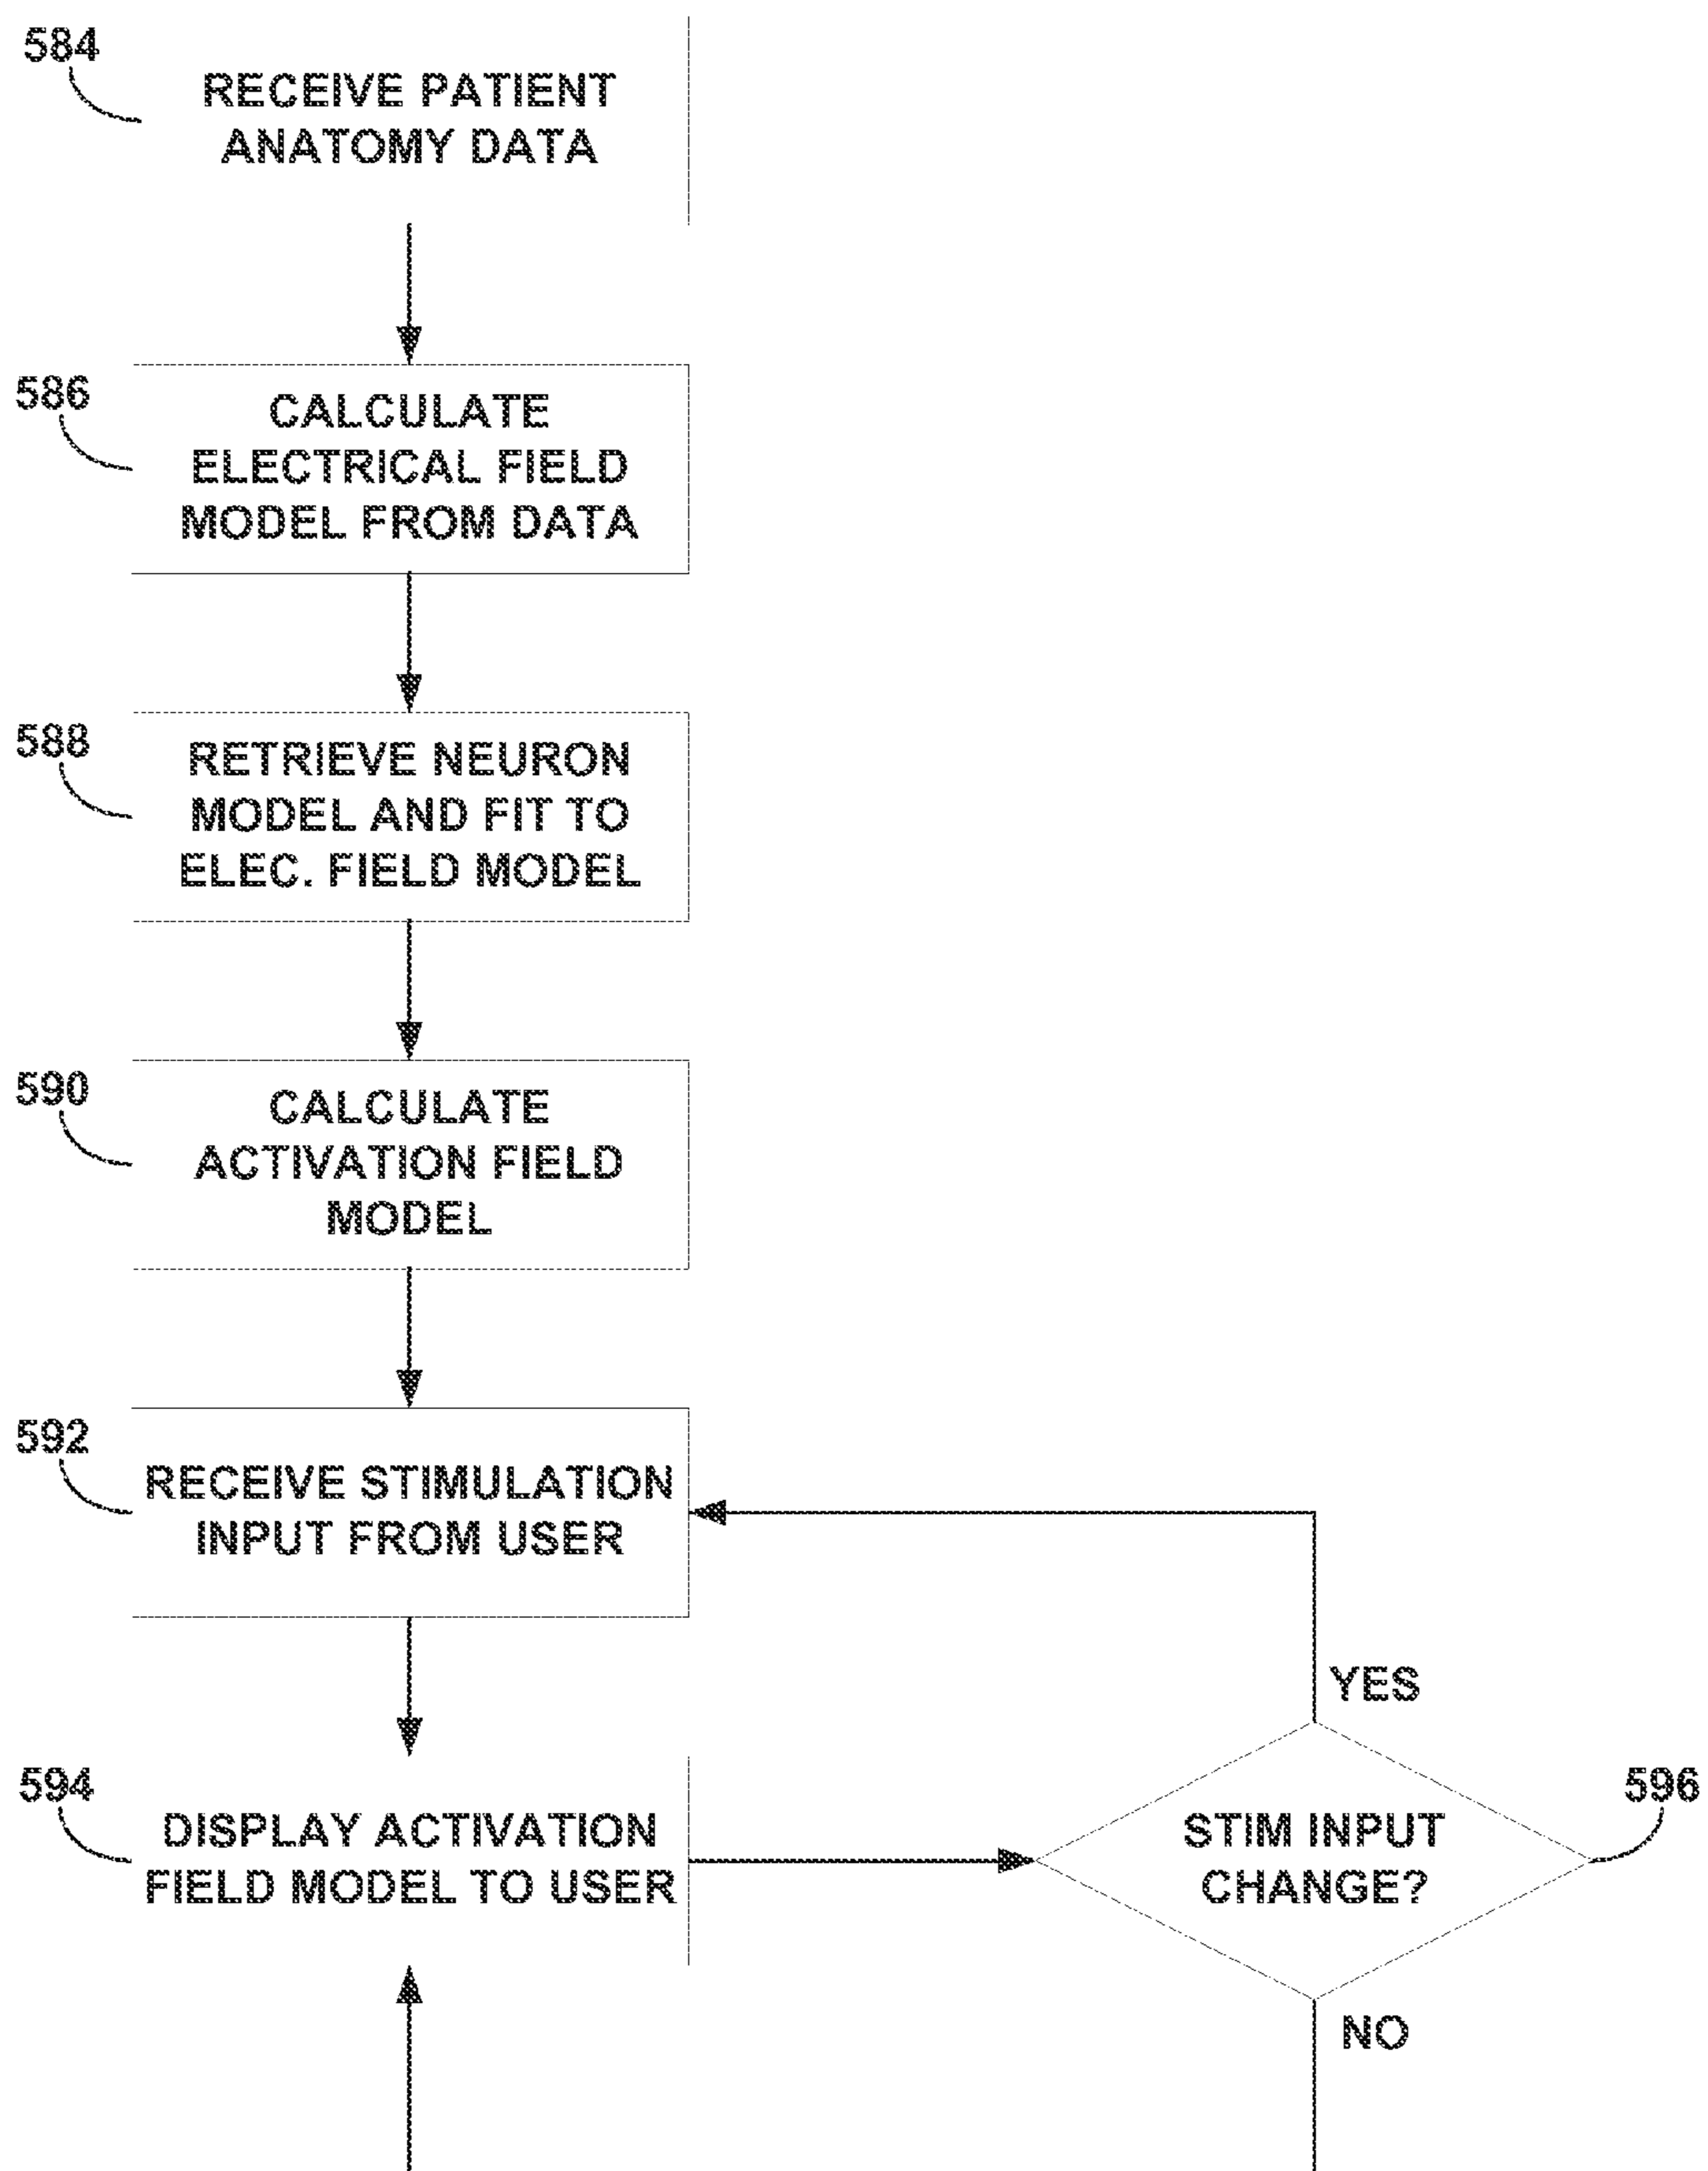 584
RECEIVE PATIENT
ANATOMY DATA
586
CALCULATE
ELECTRICAL FIELD
MODEL FROM DATA
588
RETRIEVE NEURON
MODEL AND FIT TO
ELEC. FIELD MODEL
590
CALCULATE
ACTIVATION FIELD
MODEL
592
RECEIVE STIMULATION
INPUT FROM USER
YES
594
DISPLAY ACTIVATION
FIELD MODEL TO USER
STIM INPUT
CHANGE?
596
NO